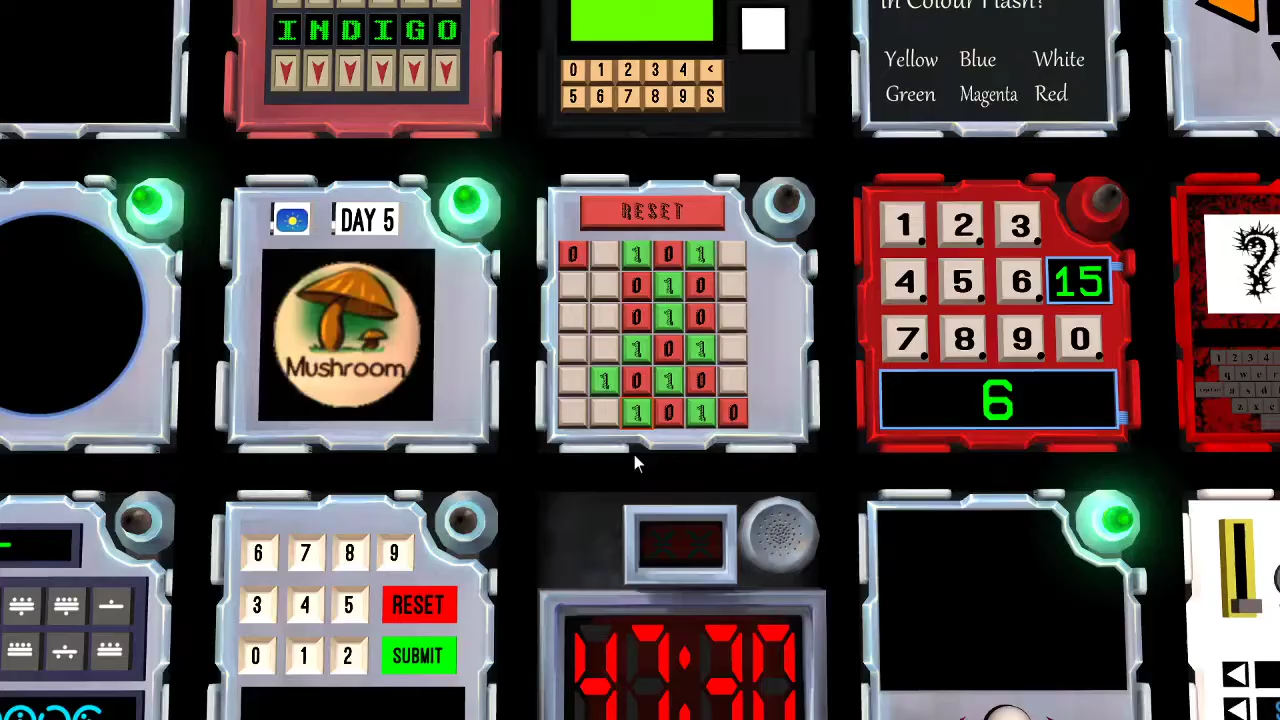 INDIGO
0 1 2 3 4 <
5 6 7 8 9 S
in Colour Flash?
Yellow Blue White
Green Magenta Red
DAY 5
Mushroom
RESET
0 1 0 1
0 1 0
0 1 0
1 0 1
1 0 1 0
1 0 1 0
1 2 3
4 5 6 15
7 8 9 0
6
6 7 8 9
3 4 5 RESET
0 1 2 SUBMIT